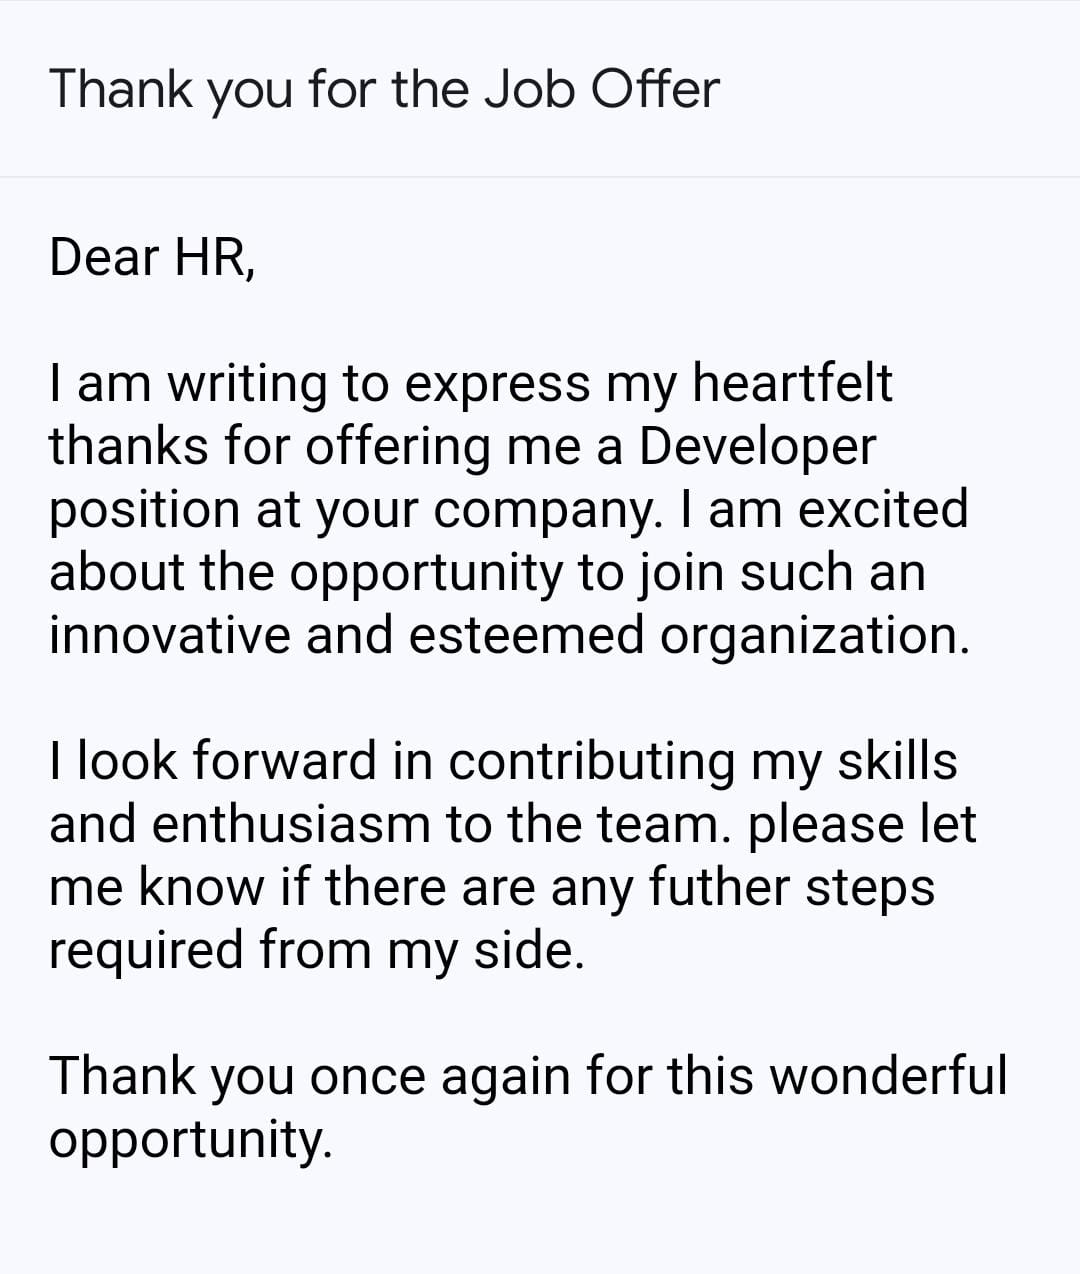 Thank you for the Job Offer
Dear HR,
I am writing to express my heartfelt
thanks for offering me a Developer
position at your company. I am excited
about the opportunity to join such an
innovative and esteemed organization.
I look forward in contributing my skills
and enthusiasm to the team. please let
me know if there are any futher steps
required from my side.
Thank you once again for this wonderful
opportunity.